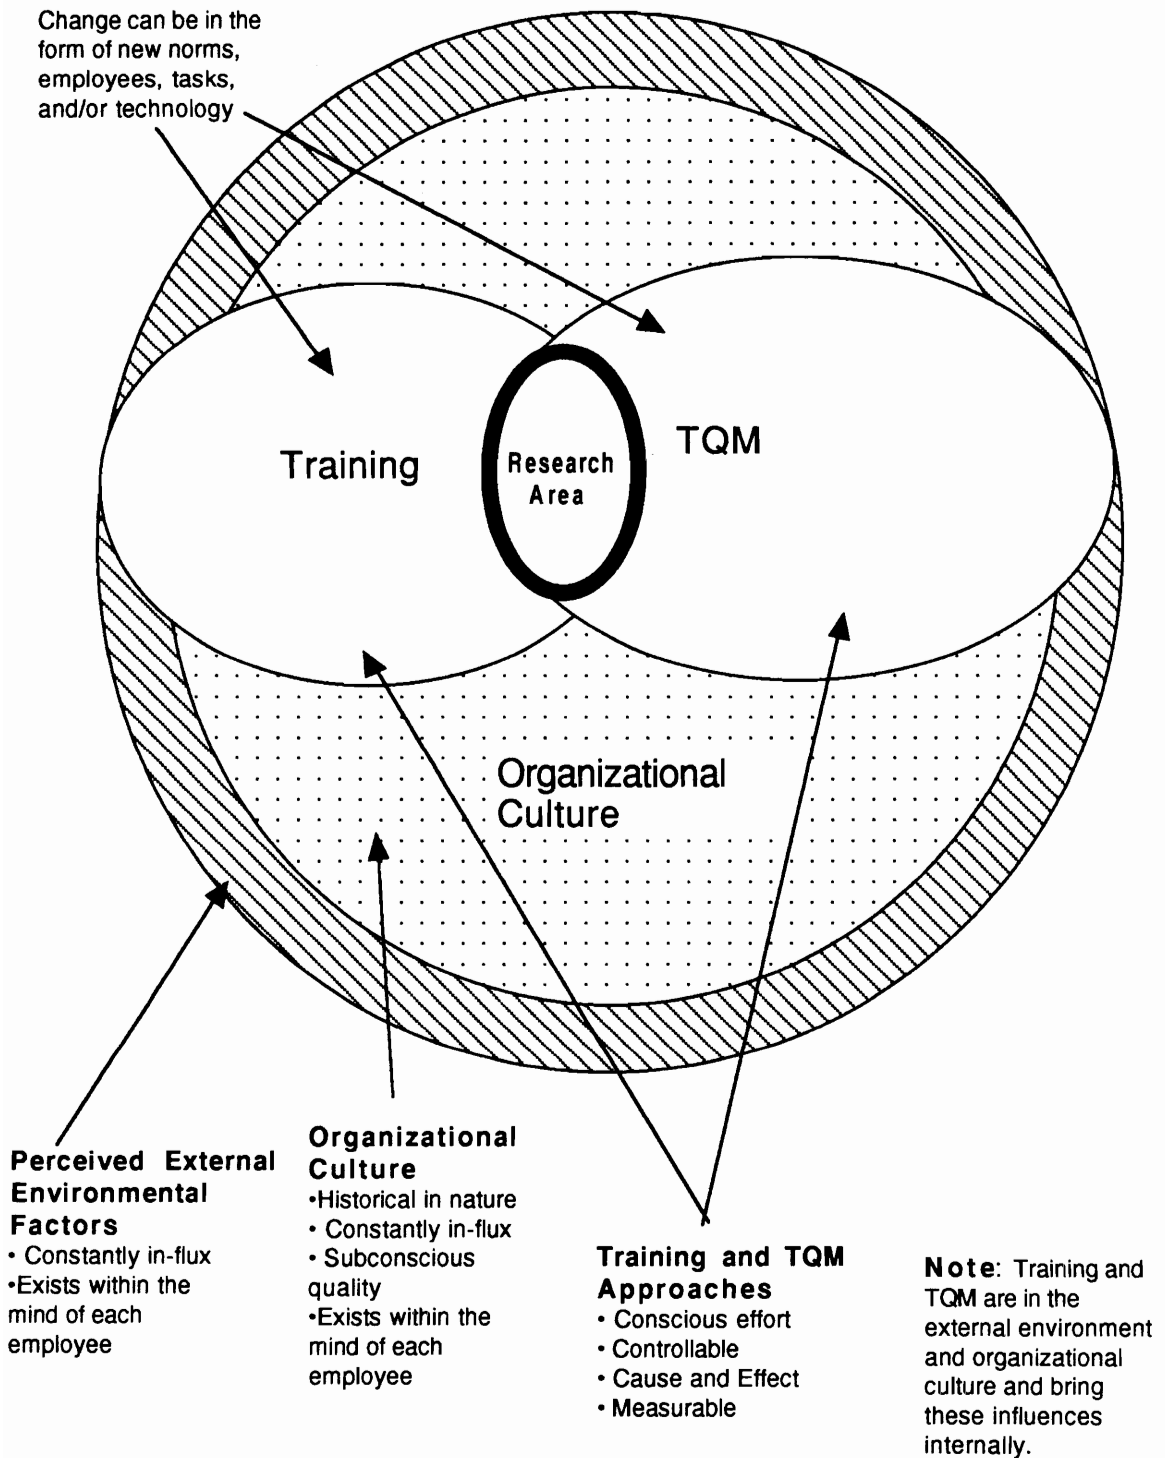 Change can be in the
form of new norms,
employees, tasks,
and/or technology
Training
Research
Area
TQM
Organizational
Culture
Perceived External
Environmental
Factors
• Constantly in-flux
•Exists within the
mind of each
employee
Organizational
Culture
•Historical in nature
• Constantly in-flux
• Subconscious
quality
•Exists within the
mind of each
employee
Training and TQM
Approaches
• Conscious effort
• Controllable
• Cause and Effect
• Measurable
Note: Training and
TQM are in the
external environment
and organizational
culture and bring
these influences
internally.